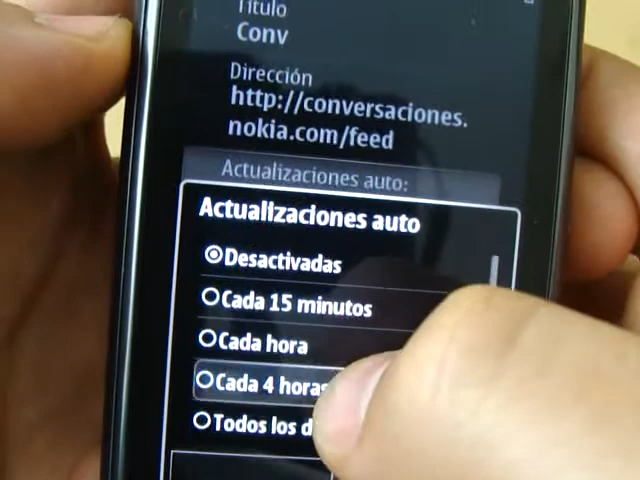 Título
Conv
Dirección
http://conversaciones.
nokia.com/feed
Actualizaciones auto:
Actualizaciones auto
Desactivadas
Cada 15 minutos
Cada hora
Cada 4 horas
Todos los